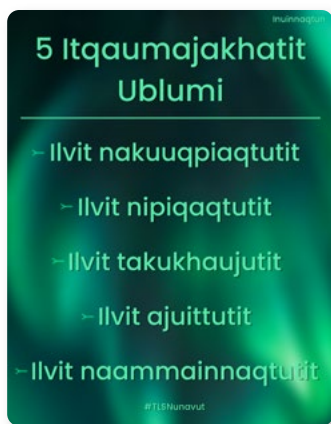 Inuinnaqtun
5 Itqaumajakhatit
Ublumi
➢ Ilvit nakuuqpiaqtutit
➢ Ilvit nipiqaqtutit
➢ Ilvit takukhaujutit
➢ Ilvit ajuittutit
➢ Ilvit naammainnaqtutit
#TLSNunavut